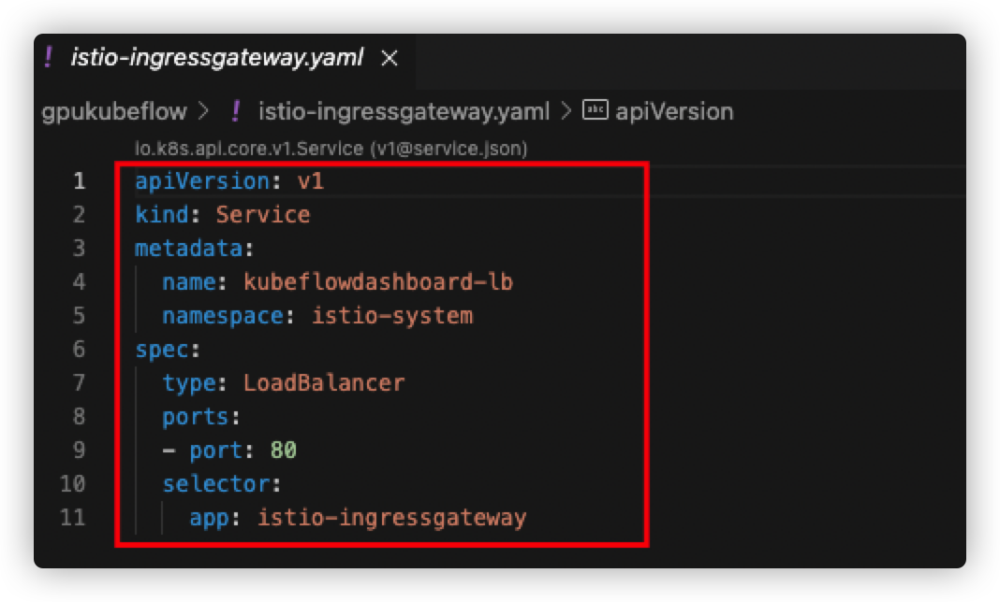 ! istio-ingressgateway.yaml ×
gpukubeflow > ! istio-ingressgateway.yaml > abc apiVersion
io.k8s.api.core.v1.Service (v1@service.json)
1 apiVersion: v1
2 kind: Service
3 metadata:
4   name: kubeflowdashboard-lb
5   namespace: istio-system
6 spec:
7   type: LoadBalancer
8   ports:
9   - port: 80
10   selector:
11     app: istio-ingressgateway